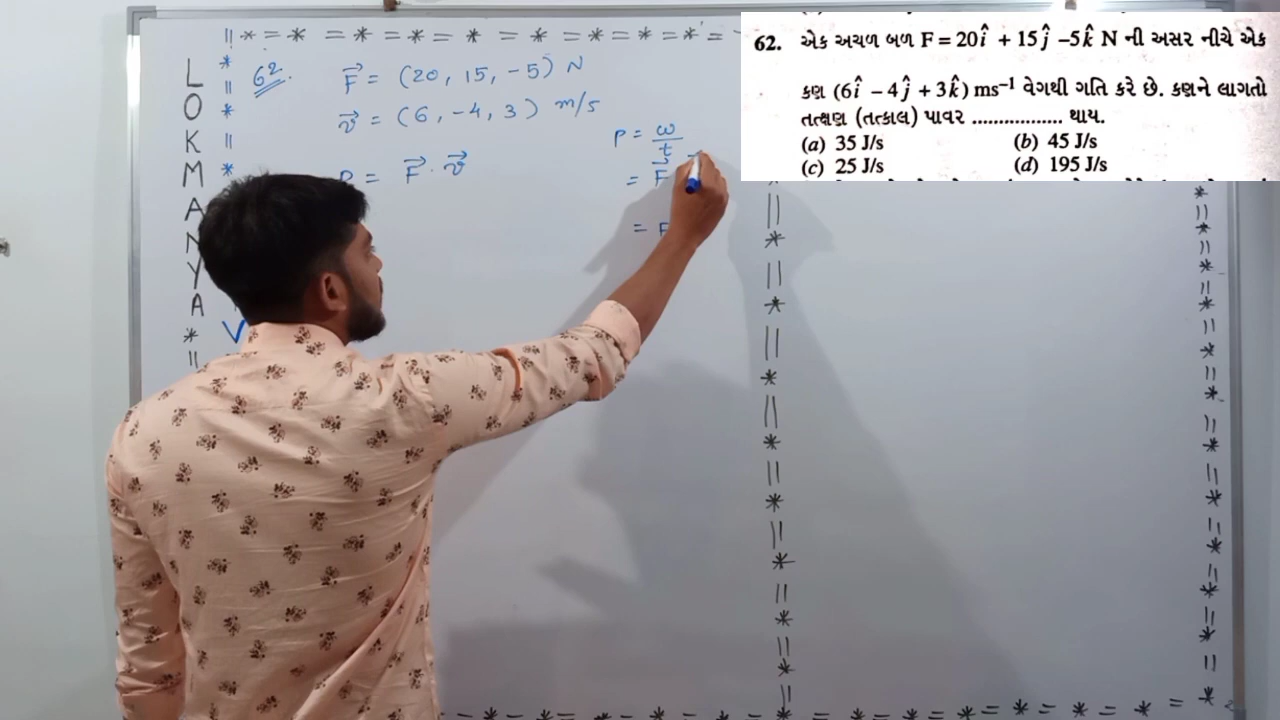 62. એક અચળ બળ F = 20î + 15ĵ –5k̂ N ની અસર નીચે એક
કણ (6î – 4ĵ + 3k̂) ms⁻¹ વેગથી ગતિ કરે છે. કણને લાગતો
તત્ક્ષણ (તત્કાલ) પાવર ................. થાય.
(a) 35 J/s (b) 45 J/s
(c) 25 J/s (d) 195 J/s
LOKMANYA
V
62. F⃗ = (20, 15, -5) N
v⃗ = (6, -4, 3) m/s
P = F⃗ · v⃗
P = ω/t
= F⃗
= F